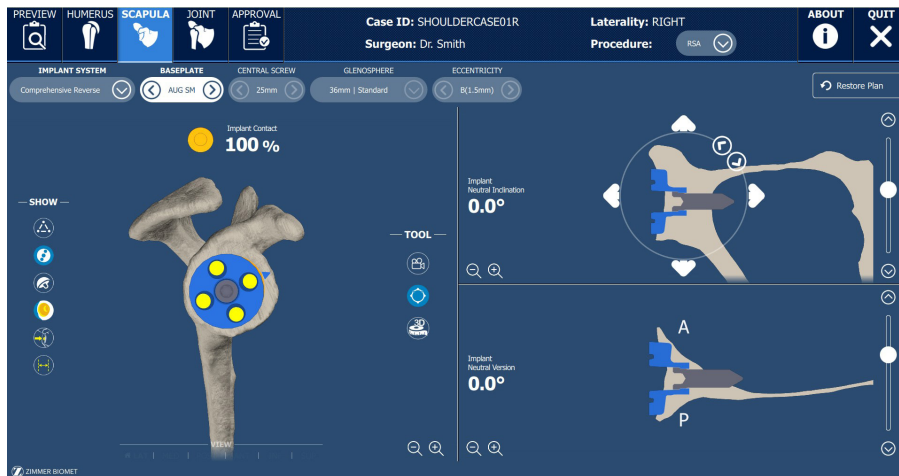 PREVIEW
HUMERUS
SCAPULA
JOINT
APPROVAL
Case ID: SHOULDERCASE01R
Laterality: RIGHT
Surgeon: Dr. Smith
Procedure:
RSA
ABOUT
QUIT
IMPLANT SYSTEM
BASEPLATE
CENTRAL SCREW
GLENOSPHERE
ECCENTRICITY
Comprehensive Reverse
AUG SM
25mm
36mm | Standard
B(1.5mm)
Restore Plan
Implant Contact
100 %
SHOW
TOOL
3D
VIEW
Implant
Neutral Inclination
0.0°
Implant
Neutral Version
0.0°
A
P
ZIMMER BIOMET